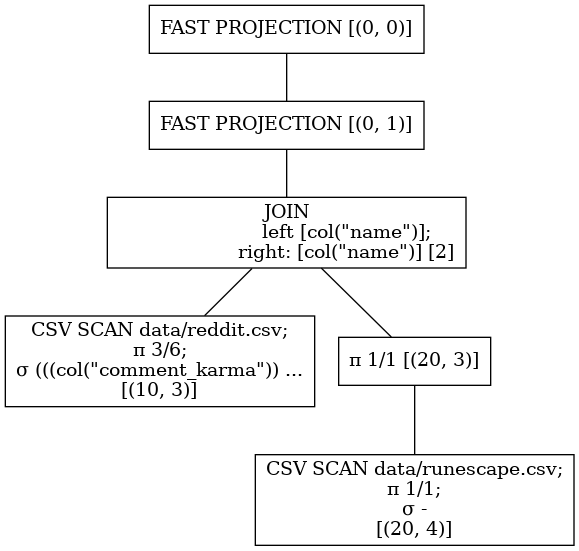 FAST PROJECTION [(0, 0)]
FAST PROJECTION [(0, 1)]
JOIN
left [col("name")];
right: [col("name")] [2]
CSV SCAN data/reddit.csv;
π 3/6;
σ (((col("comment_karma")) ...
[(10, 3)]
π 1/1 [(20, 3)]
CSV SCAN data/runescape.csv;
π 1/1;
σ -
[(20, 4)]